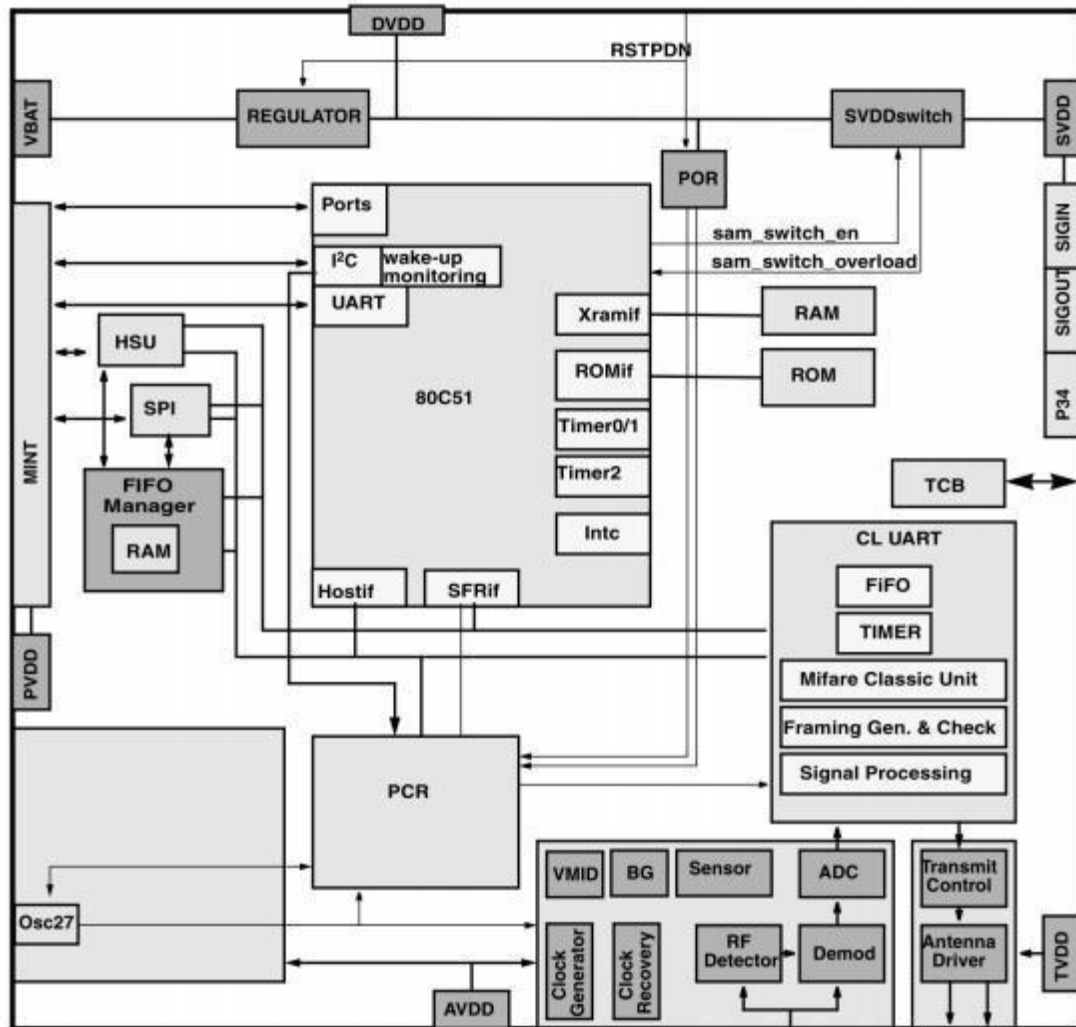 DVDD
RSTPDN
VBAT
REGULATOR
SVDDswitch
SVDD
POR
Ports
SIGIN
sam_switch_en
I²C
wake-up
monitoring
sam_switch_overload
UART
SIGOUT
Xramif
RAM
HSU
ROMif
ROM
80C51
SPI
P34
Timer0/1
MINT
Timer2
FIFO
Manager
TCB
RAM
Intc
CL UART
Hostif
SFRif
FiFO
TIMER
PVDD
Mifare Classic Unit
Framing Gen. & Check
Signal Processing
PCR
VMID
BG
Sensor
ADC
Transmit
Control
Osc27
Clock
Generator
Clock
Recovery
RF
Detector
Demod
Antenna
Driver
TVDD
AVDD